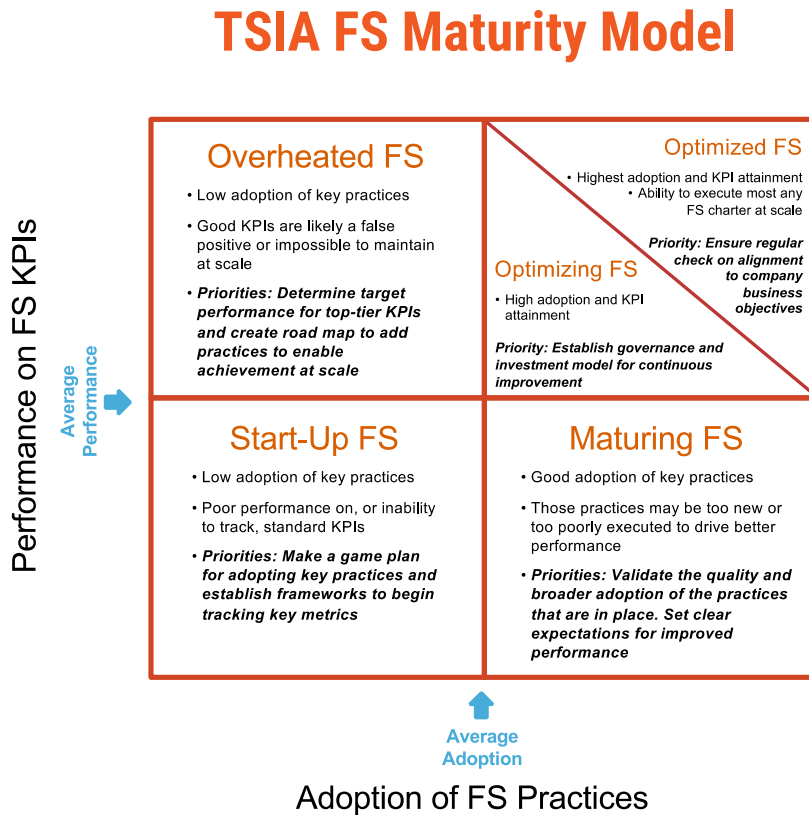 TSIA FS Maturity Model
Performance on FS KPIs
Average
Performance
Overheated FS
• Low adoption of key practices
• Good KPIs are likely a false
positive or impossible to maintain
at scale
• Priorities: Determine target
performance for top-tier KPIs
and create road map to add
practices to enable
achievement at scale
Optimizing FS
• High adoption and KPI
attainment
Priority: Establish governance and
investment model for continuous
improvement
Optimized FS
• Highest adoption and KPI attainment
• Ability to execute most any
FS charter at scale
Priority: Ensure regular
check on alignment
to company
business
objectives
Start-Up FS
• Low adoption of key practices
• Poor performance on, or inability
to track, standard KPIs
• Priorities: Make a game plan
for adopting key practices and
establish frameworks to begin
tracking key metrics
Maturing FS
• Good adoption of key practices
• Those practices may be too new or
too poorly executed to drive better
performance
• Priorities: Validate the quality and
broader adoption of the practices
that are in place. Set clear
expectations for improved
performance
Average
Adoption
Adoption of FS Practices